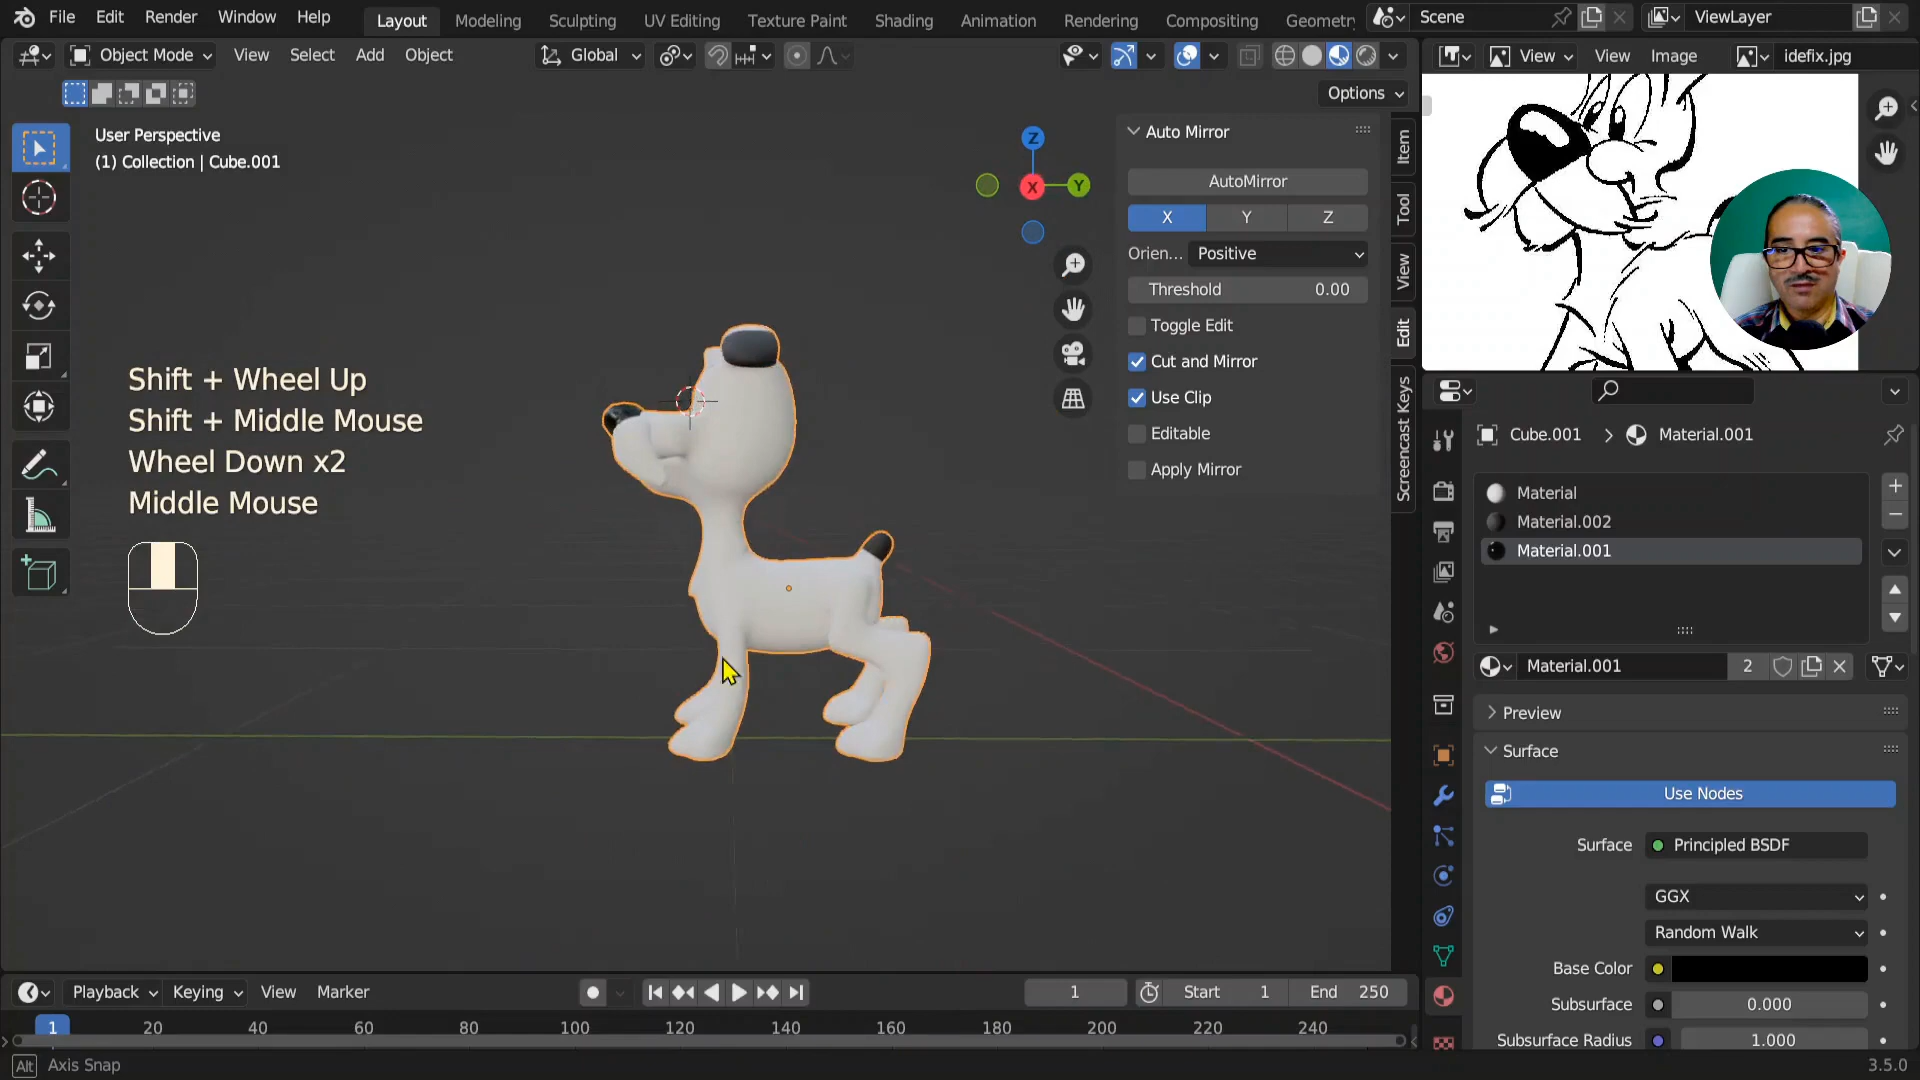 File Edit Render Window Help Layout Modeling Sculpting UV Editing Texture Paint Shading Animation Rendering Compositing Geometry Scene ViewLayer
Object Mode View Select Add Object Global View View Image idefix.jpg
Options
User Perspective
(1) Collection | Cube.001
Z
X
Y
Auto Mirror
AutoMirror
X Y Z
Orien... Positive
Threshold 0.00
Toggle Edit
Cut and Mirror
Use Clip
Editable
Apply Mirror
Item
Tool
View
Edit
Screencast Keys
Shift + Wheel Up
Shift + Middle Mouse
Wheel Down x2
Middle Mouse
Cube.001 > Material.001
Material
Material.002
Material.001
Material.001 2
Preview
Surface
Use Nodes
Surface Principled BSDF
GGX
Random Walk
Base Color
Subsurface 0.000
Subsurface Radius 1.000
Playback Keying View Marker 1 Start 1 End 250
1 20 40 60 80 100 120 140 160 180 200 220 240
Alt Axis Snap 3.5.0